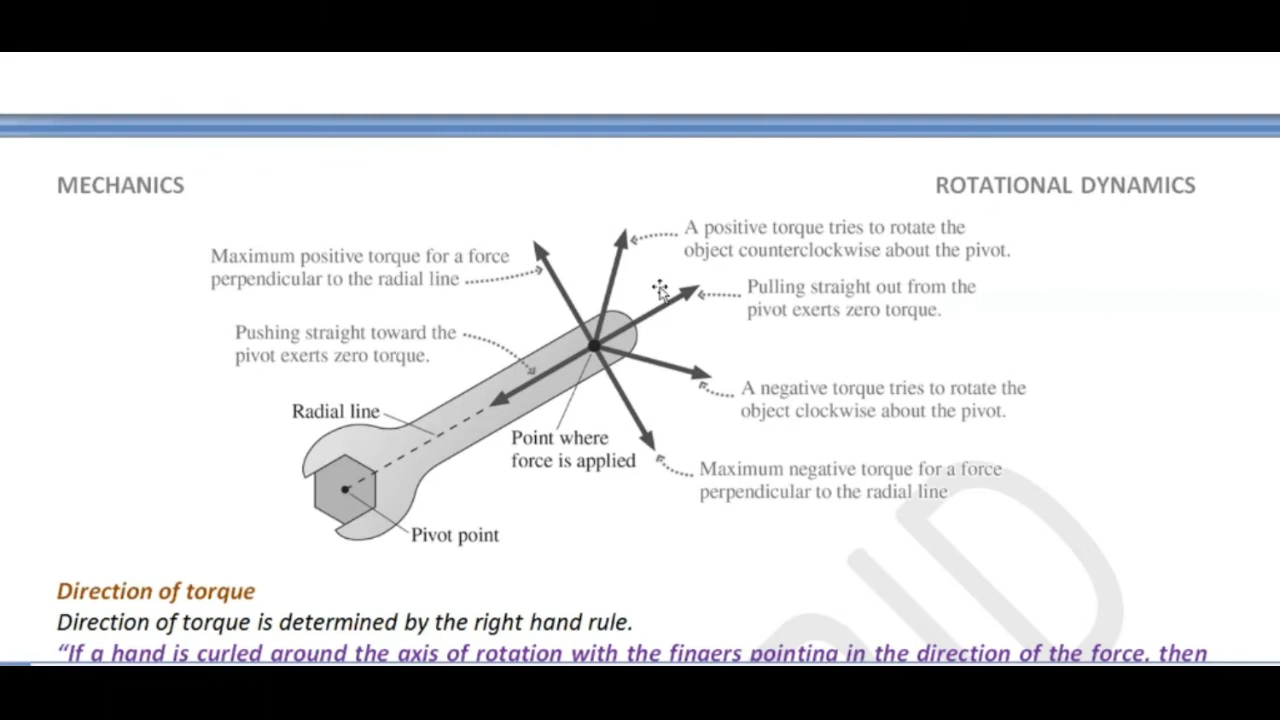 MECHANICS
ROTATIONAL DYNAMICS
A positive torque tries to rotate the
object counterclockwise about the pivot.
Maximum positive torque for a force
perpendicular to the radial line
Pulling straight out from the
pivot exerts zero torque.
Pushing straight toward the
pivot exerts zero torque.
A negative torque tries to rotate the
object clockwise about the pivot.
Radial line
Point where
force is applied
Maximum negative torque for a force
perpendicular to the radial line
Pivot point
Direction of torque
Direction of torque is determined by the right hand rule.
“If a hand is curled around the axis of rotation with the fingers pointing in the direction of the force, then